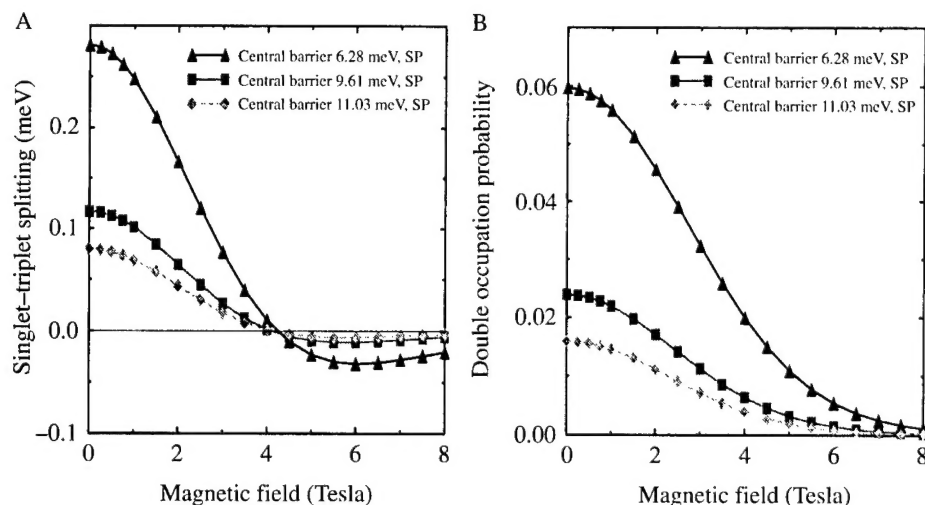 A
Singlet–triplet splitting (meV)
0.2
0.1
0.0
–0.1
Central barrier 6.28 meV, SP
Central barrier 9.61 meV, SP
Central barrier 11.03 meV, SP
0 2 4 6 8
Magnetic field (Tesla)
B
Double occupation probability
0.06
0.04
0.02
0.00
Central barrier 6.28 meV, SP
Central barrier 9.61 meV, SP
Central barrier 11.03 meV, SP
0 2 4 6 8
Magnetic field (Tesla)